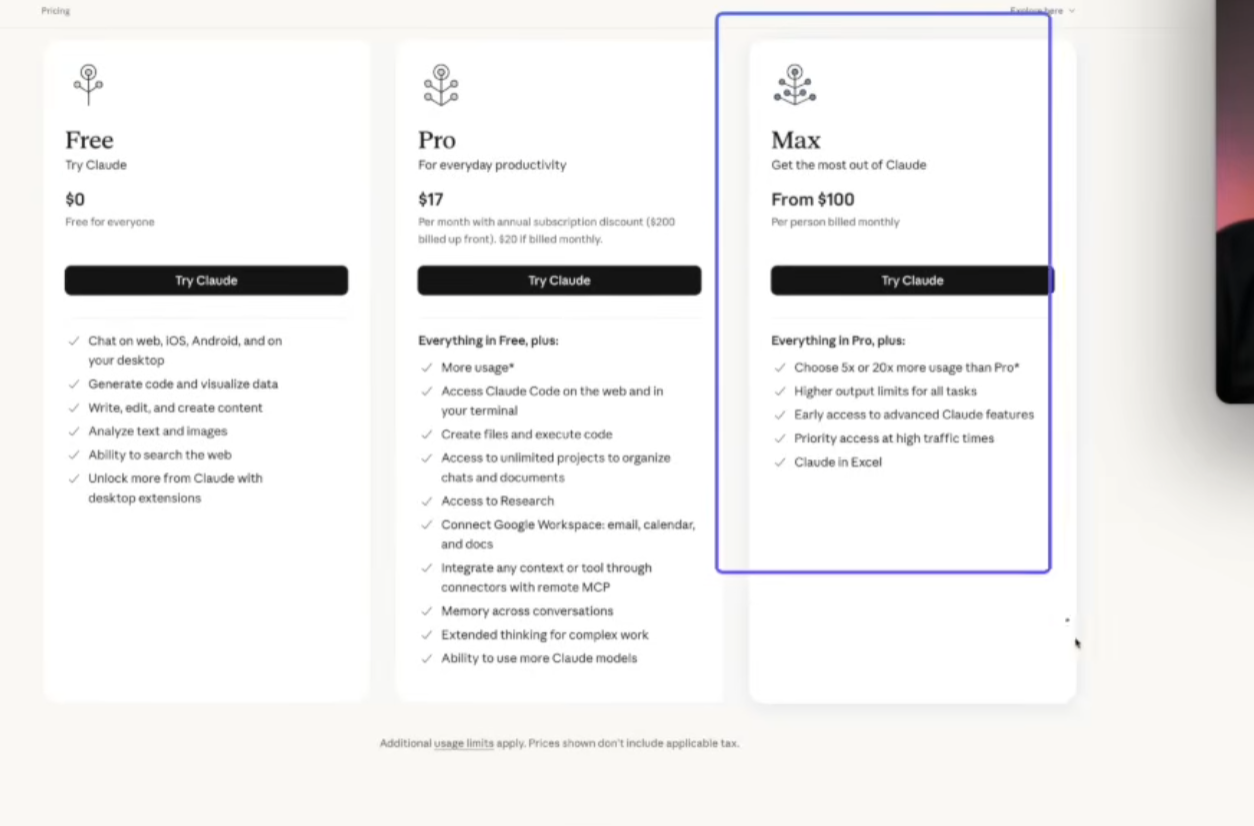 Pricing
Explore here
Free
Try Claude
$0
Free for everyone
Try Claude
Chat on web, iOS, Android, and on
your desktop
Generate code and visualize data
Write, edit, and create content
Analyze text and images
Ability to search the web
Unlock more from Claude with
desktop extensions
Pro
For everyday productivity
$17
Per month with annual subscription discount ($200
billed up front). $20 if billed monthly.
Try Claude
Everything in Free, plus:
More usage*
Access Claude Code on the web and in
your terminal
Create files and execute code
Access to unlimited projects to organize
chats and documents
Access to Research
Connect Google Workspace: email, calendar,
and docs
Integrate any context or tool through
connectors with remote MCP
Memory across conversations
Extended thinking for complex work
Ability to use more Claude models
Max
Get the most out of Claude
From $100
Per person billed monthly
Try Claude
Everything in Pro, plus:
Choose 5x or 20x more usage than Pro*
Higher output limits for all tasks
Early access to advanced Claude features
Priority access at high traffic times
Claude in Excel
Additional usage limits apply. Prices shown don't include applicable tax.